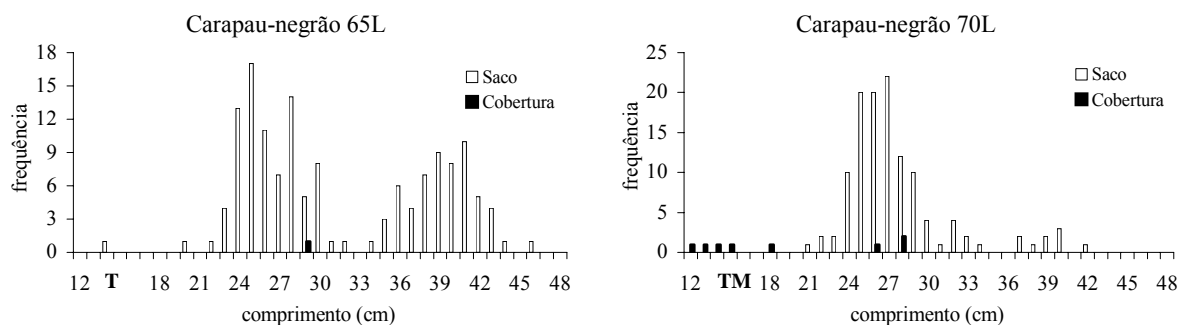 Carapau-negrão 65L
18
15
12
9
6
3
0
frequência
Saco
Cobertura
12 T 18 21 24 27 30 33 36 39 42 45 48
comprimento (cm)
Carapau-negrão 70L
25
20
15
10
5
0
frequência
Saco
Cobertura
12 TM 18 21 24 27 30 33 36 39 42 45 48
comprimento (cm)